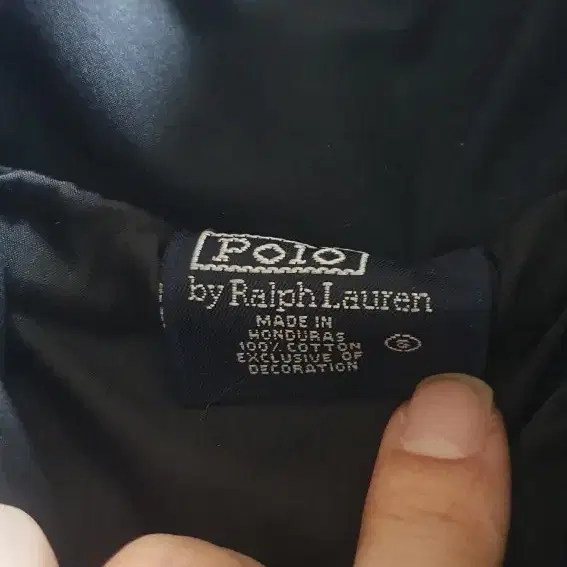 Polo
by Ralph Lauren
MADE IN
HONDURAS
100% COTTON
EXCLUSIVE OF
DECORATION
S